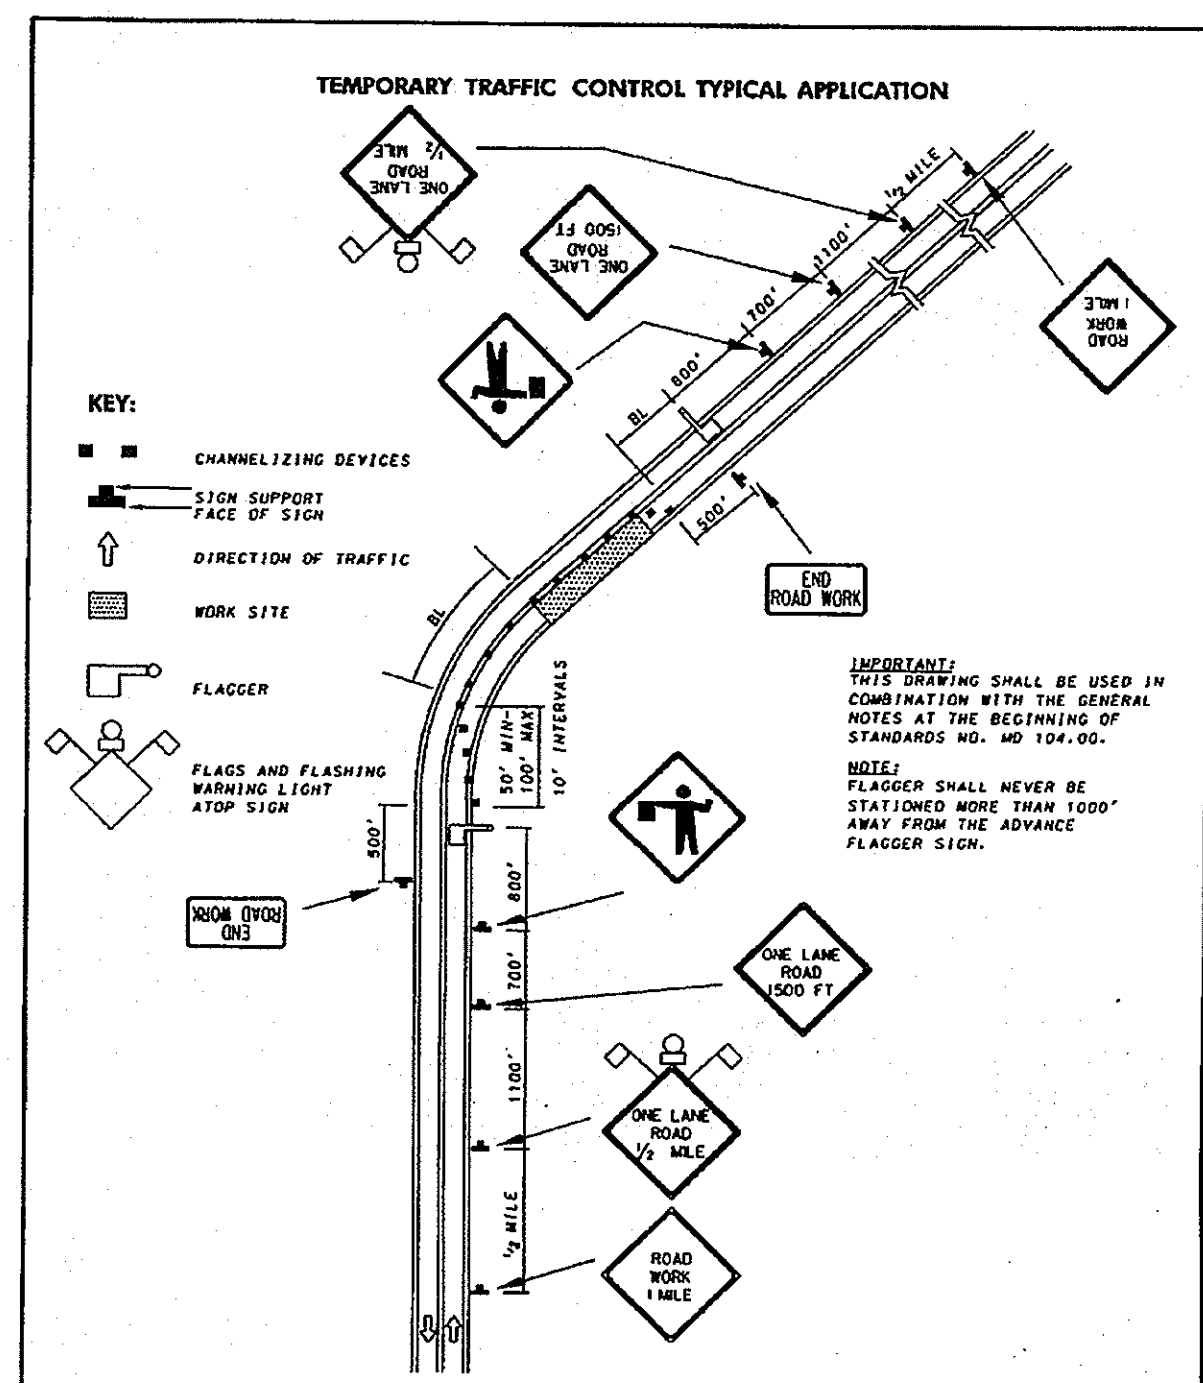 TEMPORARY TRAFFIC CONTROL TYPICAL APPLICATION
ONE LANE
ROAD
1/2 MILE
ONE LANE
ROAD
1500 FT
ROAD
WORK
1 MILE
1/2 MILE
1100'
700'
800'
BL
500'
END
ROAD WORK
KEY:
CHANNELIZING DEVICES
SIGN SUPPORT
FACE OF SIGN
DIRECTION OF TRAFFIC
WORK SITE
FLAGGER
FLAGS AND FLASHING
WARNING LIGHT
ATOP SIGN
BL
50' MIN-
100' MAX
10' INTERVALS
IMPORTANT:
THIS DRAWING SHALL BE USED IN
COMBINATION WITH THE GENERAL
NOTES AT THE BEGINNING OF
STANDARDS NO. MD 104.00.
NOTE:
FLAGGER SHALL NEVER BE
STATIONED MORE THAN 1000'
AWAY FROM THE ADVANCE
FLAGGER SIGN.
500'
END
ROAD WORK
800'
700'
1100'
1/2 MILE
ONE LANE
ROAD
1500 FT
ONE LANE
ROAD
1/2 MILE
ROAD
WORK
1 MILE